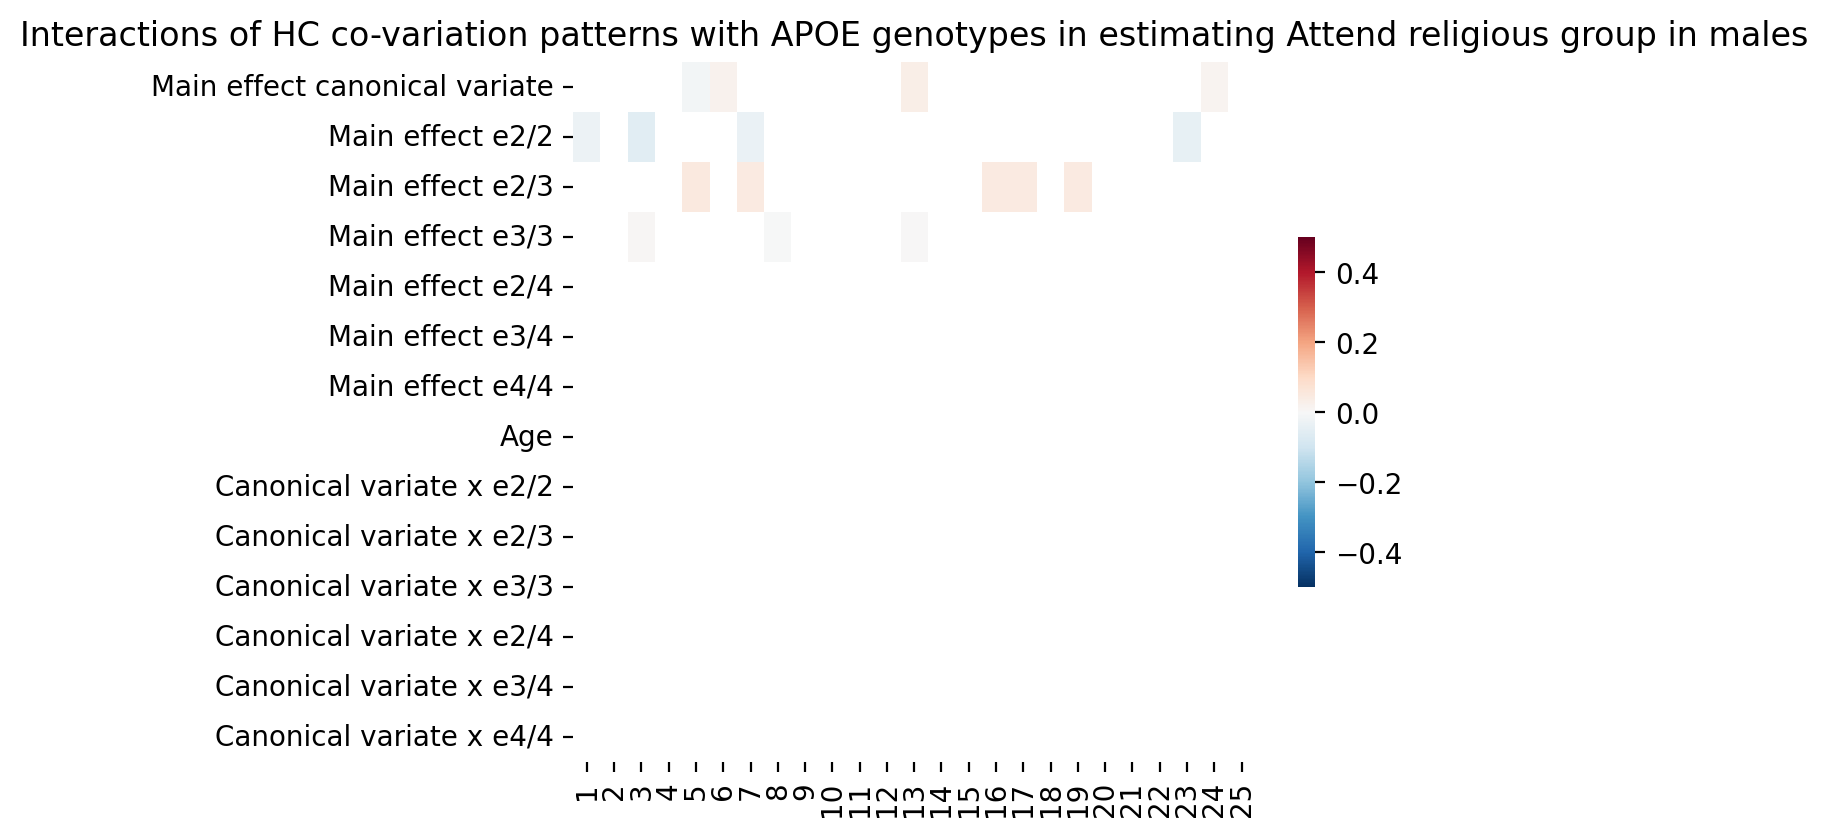 Interactions of HC co-variation patterns with APOE genotypes in estimating Attend religious group in males
Main effect canonical variate
Main effect e2/2
Main effect e2/3
Main effect e3/3
Main effect e2/4
Main effect e3/4
Main effect e4/4
Age
Canonical variate x e2/2
Canonical variate x e2/3
Canonical variate x e3/3
Canonical variate x e2/4
Canonical variate x e3/4
Canonical variate x e4/4
1 2 3 4 5 6 7 8 9 10 11 12 13 14 15 16 17 18 19 20 21 22 23 24 25
0.4
0.2
0.0
−0.2
−0.4